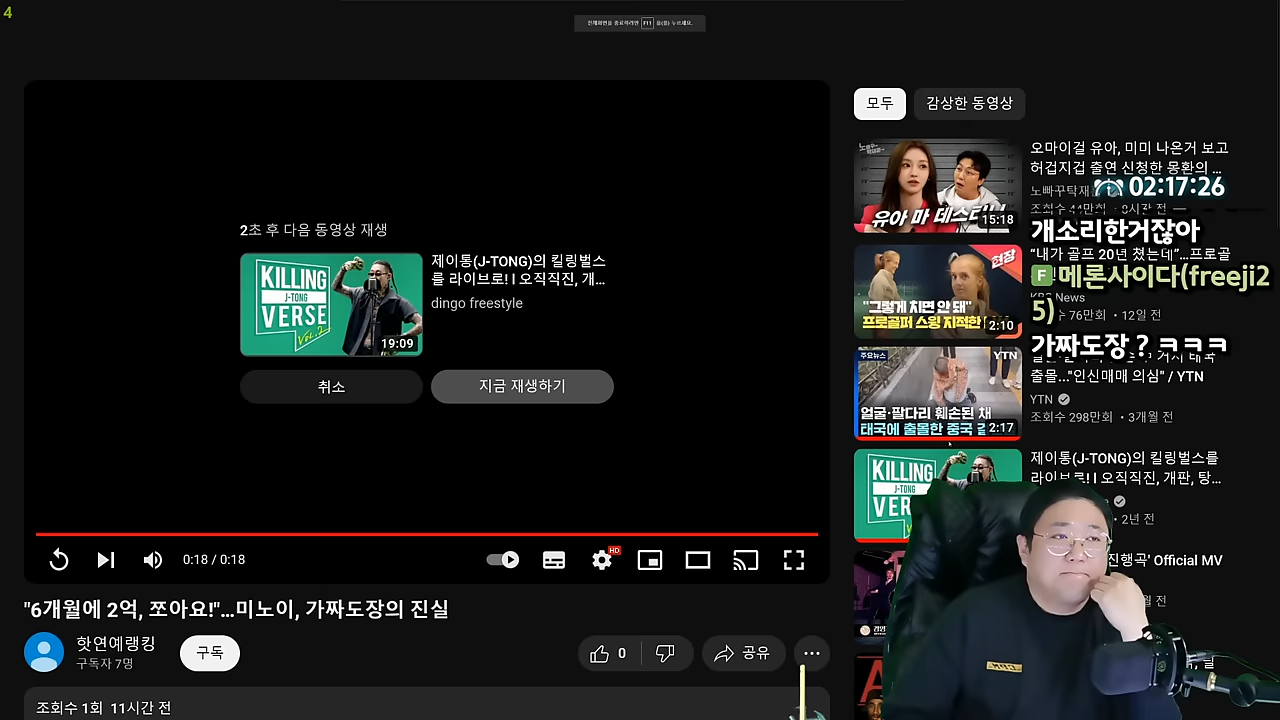 4
전체화면을 종료하려면 F11 을(를) 누르세요.
2초 후 다음 동영상 재생
KILLING
J-TONG
VERSE
Vol.2
19:09
제이통(J-TONG)의 킬링벌스
를 라이브로! | 오직직진, 개...
dingo freestyle
취소
지금 재생하기
0:18 / 0:18
HD
"6개월에 2억, 쪼아요!"...미노이, 가짜도장의 진실
핫연예랭킹
구독자 7명
구독
0
공유
조회수 1회 11시간 전
모두
감상한 동영상
유아 마 데스티니
15:18
오마이걸 유아, 미미 나온거 보고
허겁지겁 출연 신청한 몽환의 ...
노빠꾸탁재
조회수 44만회
02:17:26
개소리한거잖아
현장
"그렇게 치면 안 돼"
프로골퍼 스윙 지적한
2:10
"내가 골프 20년 쳤는데"...프로골
F 메론사이다(freeji2
5)
News
76만회 • 12일 전
가짜도장 ? ㅋㅋㅋ
주요뉴스
YTN
얼굴·팔다리 훼손된 채
태국에 출몰한 중국
2:17
출몰..."인신매매 의심" / YTN
YTN
조회수 298만회 • 3개월 전
KILLING
J-TONG
제이통(J-TONG)의 킬링벌스를
라이브로! | 오직직진, 개판, 탕...
2년 전
진행곡' Official MV
월 전